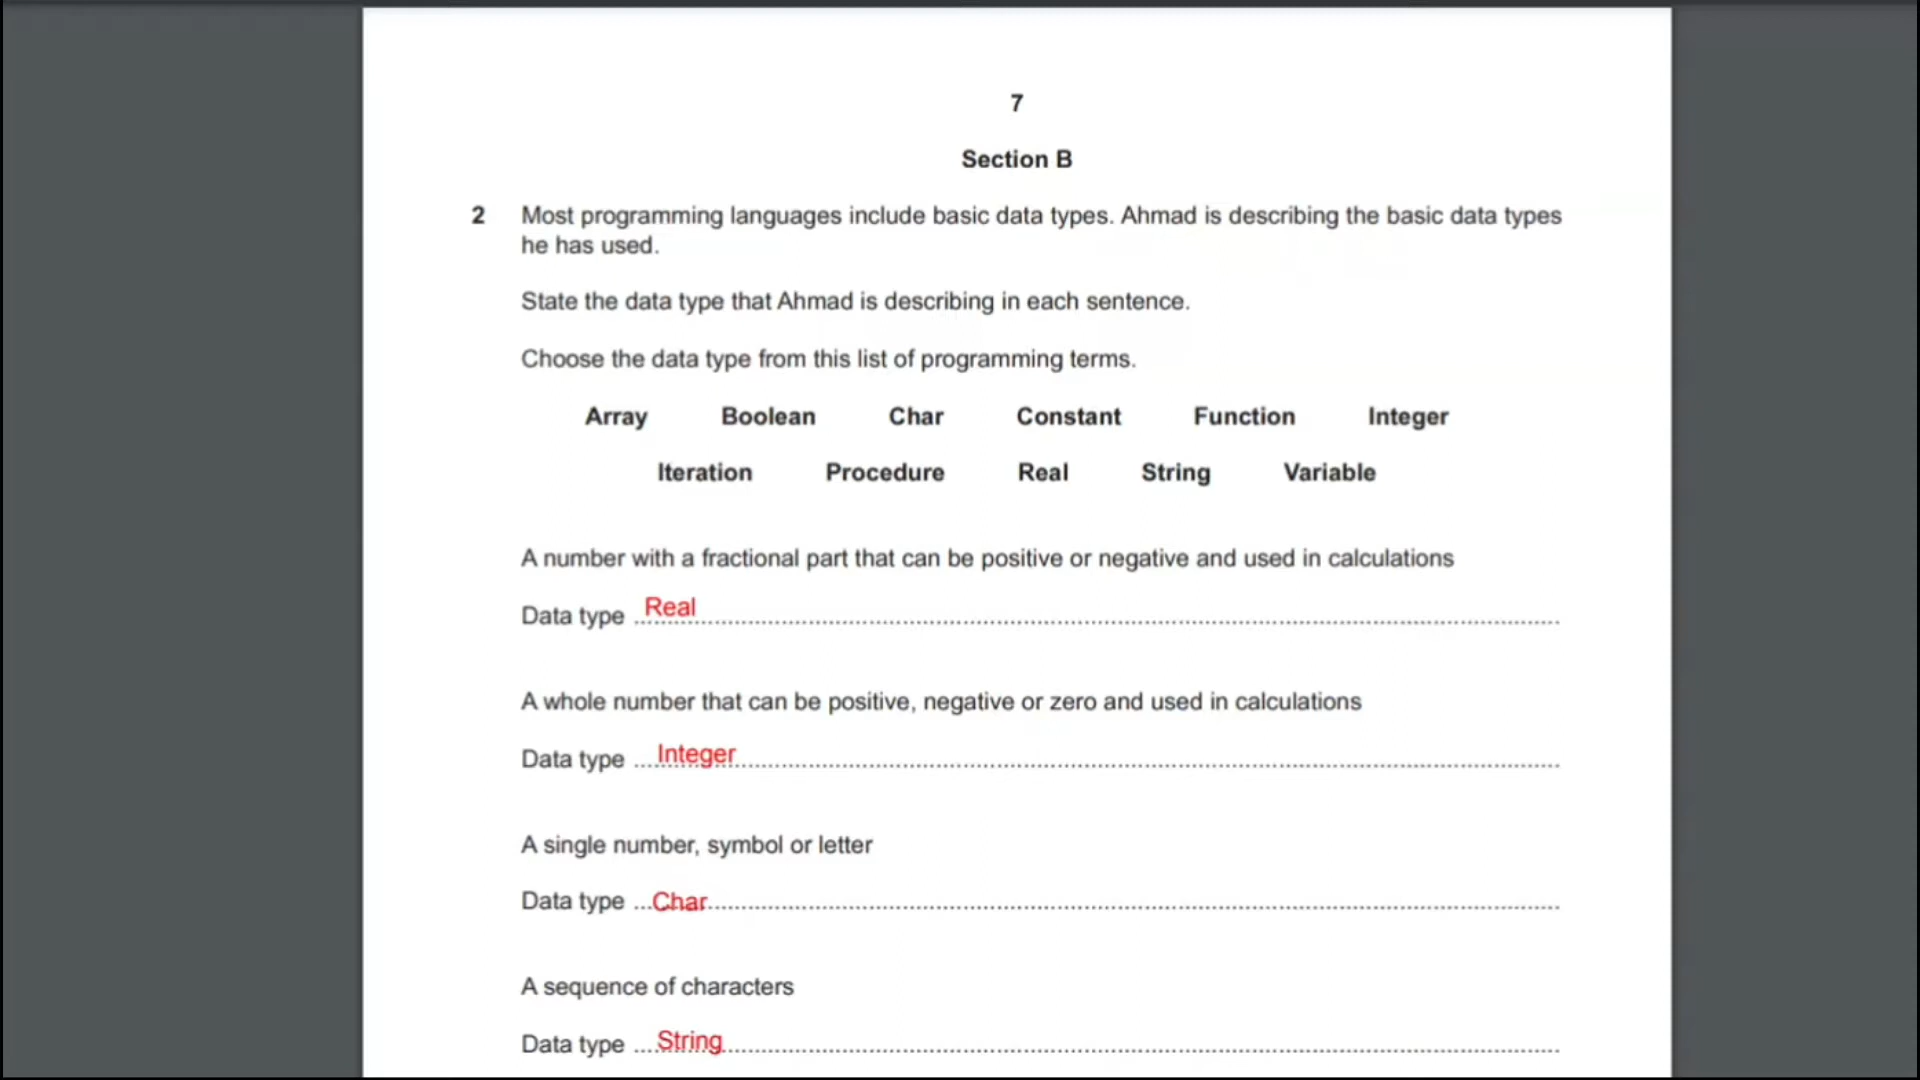 7
Section B
2 Most programming languages include basic data types. Ahmad is describing the basic data types
he has used.
State the data type that Ahmad is describing in each sentence.
Choose the data type from this list of programming terms.
Array Boolean Char Constant Function Integer
Iteration Procedure Real String Variable
A number with a fractional part that can be positive or negative and used in calculations
Data type Real
A whole number that can be positive, negative or zero and used in calculations
Data type Integer
A single number, symbol or letter
Data type Char
A sequence of characters
Data type String